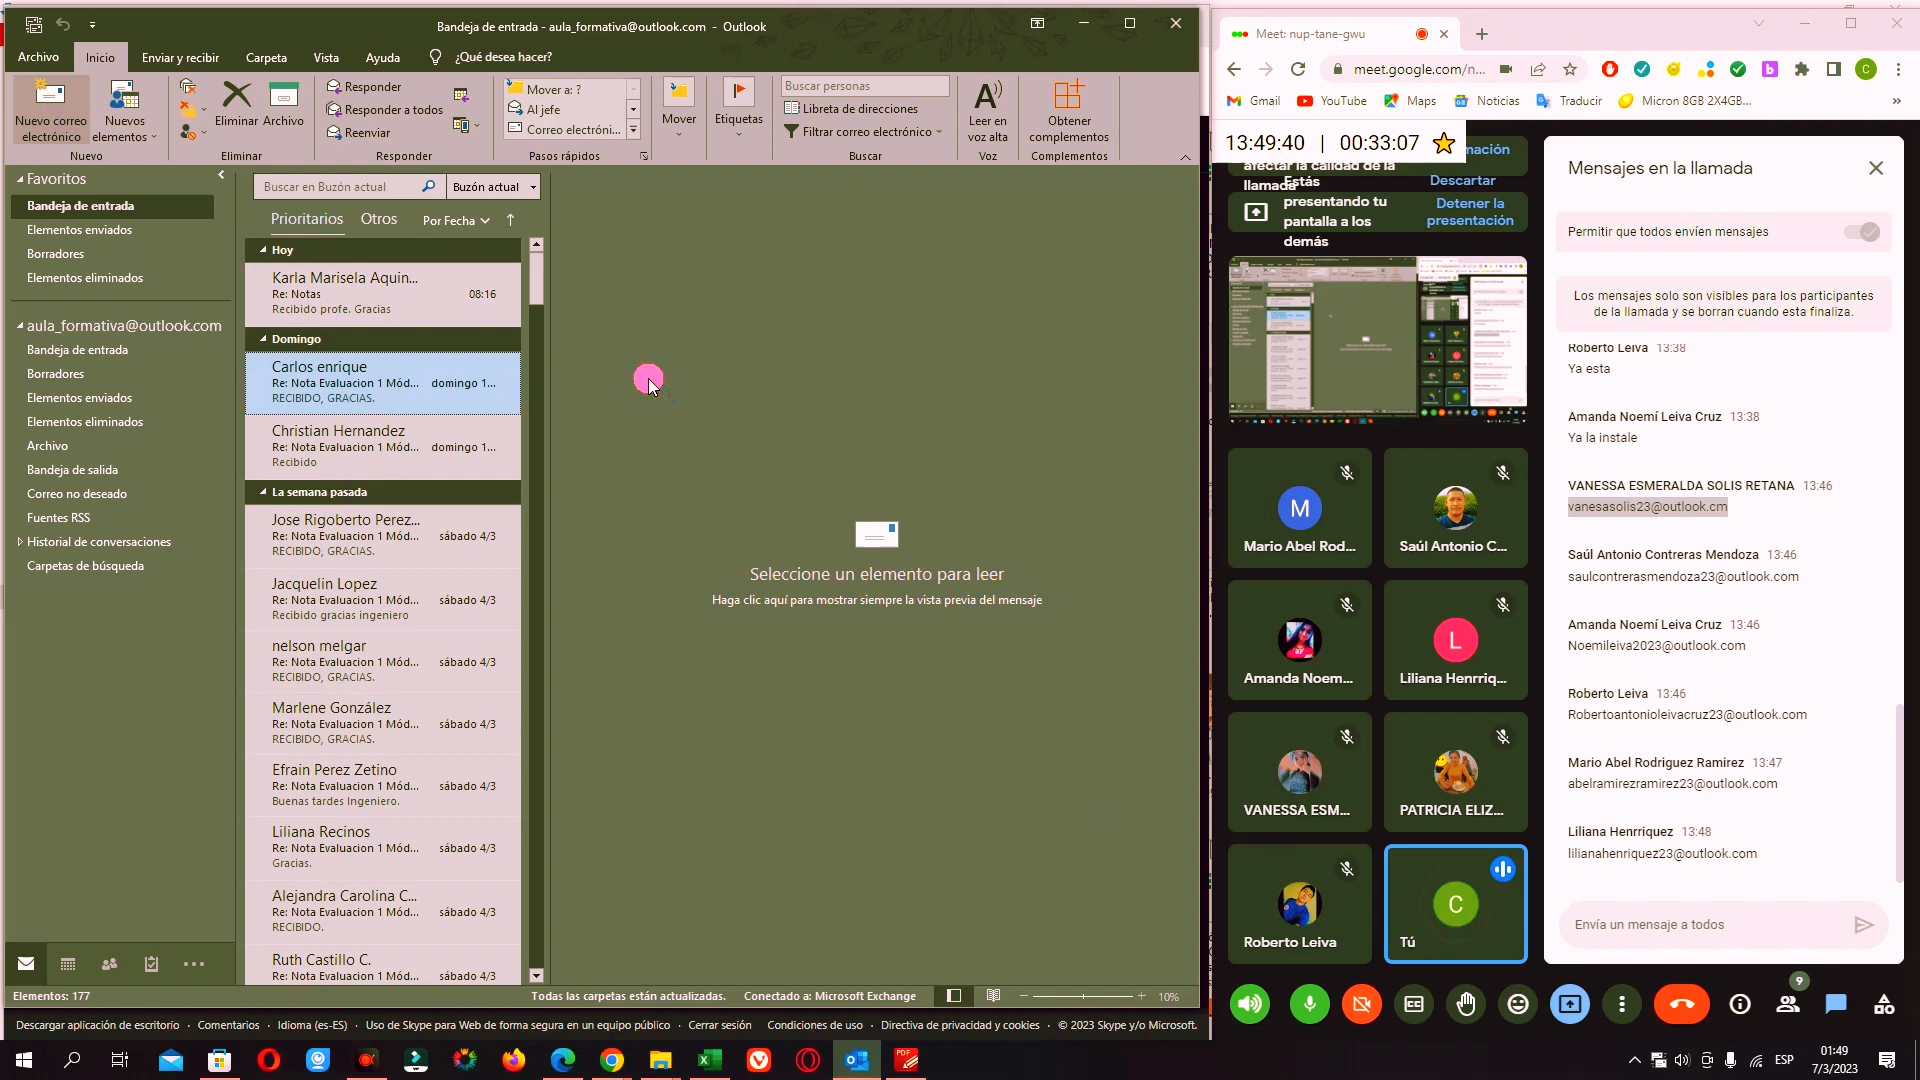 Bandeja de entrada - aula_formativa@outlook.com - Outlook
Archivo
Inicio
Enviar y recibir
Carpeta
Vista
Ayuda
¿Qué desea hacer?
Nuevo correo electrónico
Nuevos elementos
Nuevo
Eliminar
Archivo
Eliminar
Responder
Responder a todos
Reenviar
Responder
Mover a: ?
Al jefe
Correo electróni...
Pasos rápidos
Mover
Etiquetas
Buscar personas
Libreta de direcciones
Filtrar correo electrónico
Buscar
Leer en voz alta
Voz
Obtener complementos
Complementos
Favoritos
Bandeja de entrada
Elementos enviados
Borradores
Elementos eliminados
aula_formativa@outlook.com
Bandeja de entrada
Borradores
Elementos enviados
Elementos eliminados
Archivo
Bandeja de salida
Correo no deseado
Fuentes RSS
Historial de conversaciones
Carpetas de búsqueda
Buscar en Buzón actual
Buzón actual
Prioritarios
Otros
Por Fecha
Hoy
Karla Marisela Aquin...
Re: Notas 08:16
Recibido profe. Gracias
Domingo
Carlos enrique
Re: Nota Evaluacion 1 Mód... domingo 1...
RECIBIDO, GRACIAS.
Christian Hernandez
Re: Nota Evaluacion 1 Mód... domingo 1...
Recibido
La semana pasada
Jose Rigoberto Perez...
Re: Nota Evaluacion 1 Mód... sábado 4/3
RECIBIDO, GRACIAS.
Jacquelin Lopez
Re: Nota Evaluacion 1 Mód... sábado 4/3
Recibido gracias ingeniero
nelson melgar
Re: Nota Evaluacion 1 Mód... sábado 4/3
RECIBIDO, GRACIAS.
Marlene González
Re: Nota Evaluacion 1 Mód... sábado 4/3
RECIBIDO, GRACIAS.
Efrain Perez Zetino
Re: Nota Evaluacion 1 Mód... sábado 4/3
Buenas tardes Ingeniero.
Liliana Recinos
Re: Nota Evaluacion 1 Mód... sábado 4/3
Gracias.
Alejandra Carolina C...
Re: Nota Evaluacion 1 Mód... sábado 4/3
RECIBIDO.
Ruth Castillo C.
Re: Nota Evaluacion 1 Mód... sábado 4/3
Seleccione un elemento para leer
Haga clic aquí para mostrar siempre la vista previa del mensaje
Elementos: 177
Todas las carpetas están actualizadas.
Conectado a: Microsoft Exchange
10%
Descargar aplicación de escritorio · Comentarios · Idioma (es-ES) · Uso de Skype para Web de forma segura en un equipo público · Cerrar sesión
Condiciones de uso · Directiva de privacidad y cookies · © 2023 Skype y/o Microsoft.
Meet: nup-tane-gwu
meet.google.com/n...
Gmail
YouTube
Maps
Noticias
Traducir
Micron 8GB 2X4GB...
13:49:40 | 00:33:07
mación
afectar la calidad de la
llamada
Descartar
Estás
presentando tu
pantalla a los
demás
Detener la
presentación
M
Mario Abel Rod...
Saúl Antonio C...
Amanda Noem...
L
Liliana Henrriq...
VANESSA ESM...
PATRICIA ELIZ...
Roberto Leiva
C
Tú
Mensajes en la llamada
Permitir que todos envíen mensajes
Los mensajes solo son visibles para los participantes
de la llamada y se borran cuando esta finaliza.
Roberto Leiva 13:38
Ya esta
Amanda Noemí Leiva Cruz 13:38
Ya la instale
VANESSA ESMERALDA SOLIS RETANA 13:46
vanesasolis23@outlook.cm
Saúl Antonio Contreras Mendoza 13:46
saulcontrerasmendoza23@outlook.com
Amanda Noemí Leiva Cruz 13:46
Noemileiva2023@outlook.com
Roberto Leiva 13:46
Robertoantonioleivacruz23@outlook.com
Mario Abel Rodriguez Ramirez 13:47
abelramirezramirez23@outlook.com
Liliana Henrriquez 13:48
lilianahenriquez23@outlook.com
Envía un mensaje a todos
9
ESP
01:49
7/3/2023